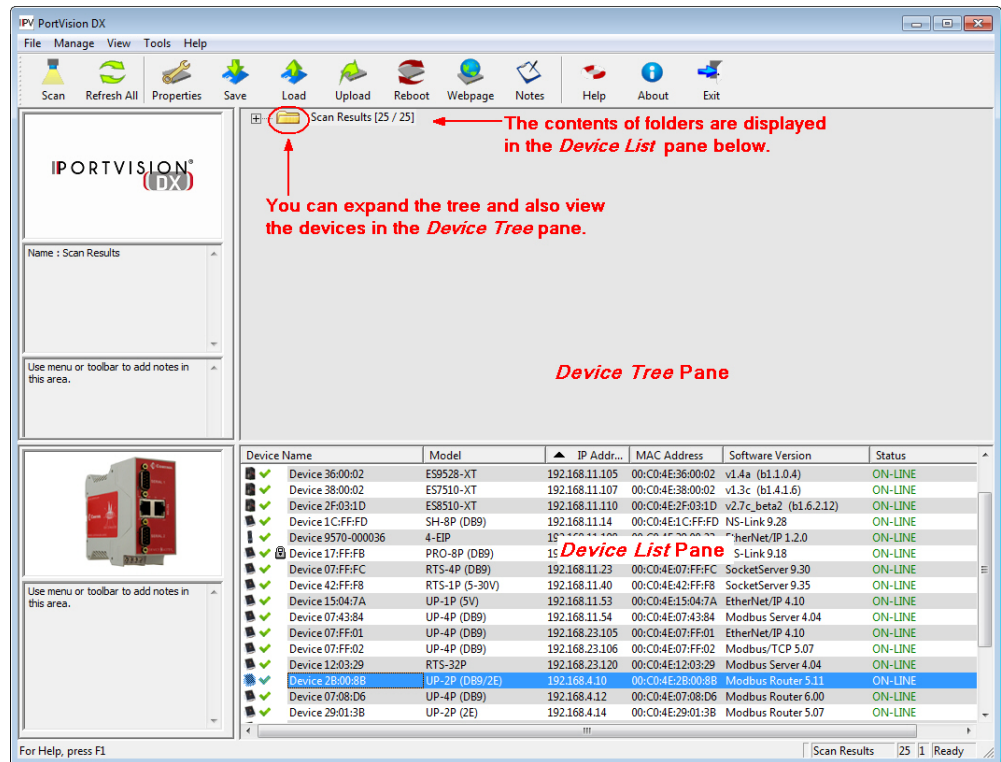 IPV PortVision DX
File Manage View Tools Help
Scan Refresh All Properties Save Load Upload Reboot Webpage Notes Help About Exit
PORTVISION®
DX
Name : Scan Results
Use menu or toolbar to add notes in
this area.
Scan Results [25 / 25]
The contents of folders are displayed
in the Device List pane below.
You can expand the tree and also view
the devices in the Device Tree pane.
Device Tree Pane
Use menu or toolbar to add notes in
this area.
Device Name Model IP Addr... MAC Address Software Version Status
Device 36:00:02 ES9528-XT 192.168.11.105 00:C0:4E:36:00:02 v1.4a (b1.1.0.4) ON-LINE
Device 38:00:02 ES7510-XT 192.168.11.107 00:C0:4E:38:00:02 v1.3c (b1.4.1.6) ON-LINE
Device 2F:03:1D ES8510-XT 192.168.11.110 00:C0:4E:2F:03:1D v2.7c_beta2 (b1.6.2.12) ON-LINE
Device 1C:FF:FD SH-8P (DB9) 192.168.11.14 00:C0:4E:1C:FF:FD NS-Link 9.28 ON-LINE
Device 9570-000036 4-EIP EtherNet/IP 1.2.0 ON-LINE
Device 17:FF:FB PRO-8P (DB9) NS-Link 9.18 ON-LINE
Device List Pane
Device 07:FF:FC RTS-4P (DB9) 192.168.11.23 00:C0:4E:07:FF:FC SocketServer 9.30 ON-LINE
Device 42:FF:F8 RTS-1P (5-30V) 192.168.11.40 00:C0:4E:42:FF:F8 SocketServer 9.35 ON-LINE
Device 15:04:7A UP-1P (5V) 192.168.11.53 00:C0:4E:15:04:7A EtherNet/IP 4.10 ON-LINE
Device 07:43:84 UP-4P (DB9) 192.168.11.54 00:C0:4E:07:43:84 Modbus Server 4.04 ON-LINE
Device 07:FF:01 UP-4P (DB9) 192.168.23.105 00:C0:4E:07:FF:01 EtherNet/IP 4.10 ON-LINE
Device 07:FF:02 UP-4P (DB9) 192.168.23.106 00:C0:4E:07:FF:02 Modbus/TCP 5.07 ON-LINE
Device 12:03:29 RTS-32P 192.168.23.120 00:C0:4E:12:03:29 Modbus Server 4.04 ON-LINE
Device 2B:00:8B UP-2P (DB9/2E) 192.168.4.10 00:C0:4E:2B:00:8B Modbus Router 5.11 ON-LINE
Device 07:08:D6 UP-4P (DB9) 192.168.4.12 00:C0:4E:07:08:D6 Modbus Router 6.00 ON-LINE
Device 29:01:3B UP-2P (2E) 192.168.4.14 00:C0:4E:29:01:3B Modbus Router 5.07 ON-LINE
For Help, press F1
Scan Results 25 1 Ready